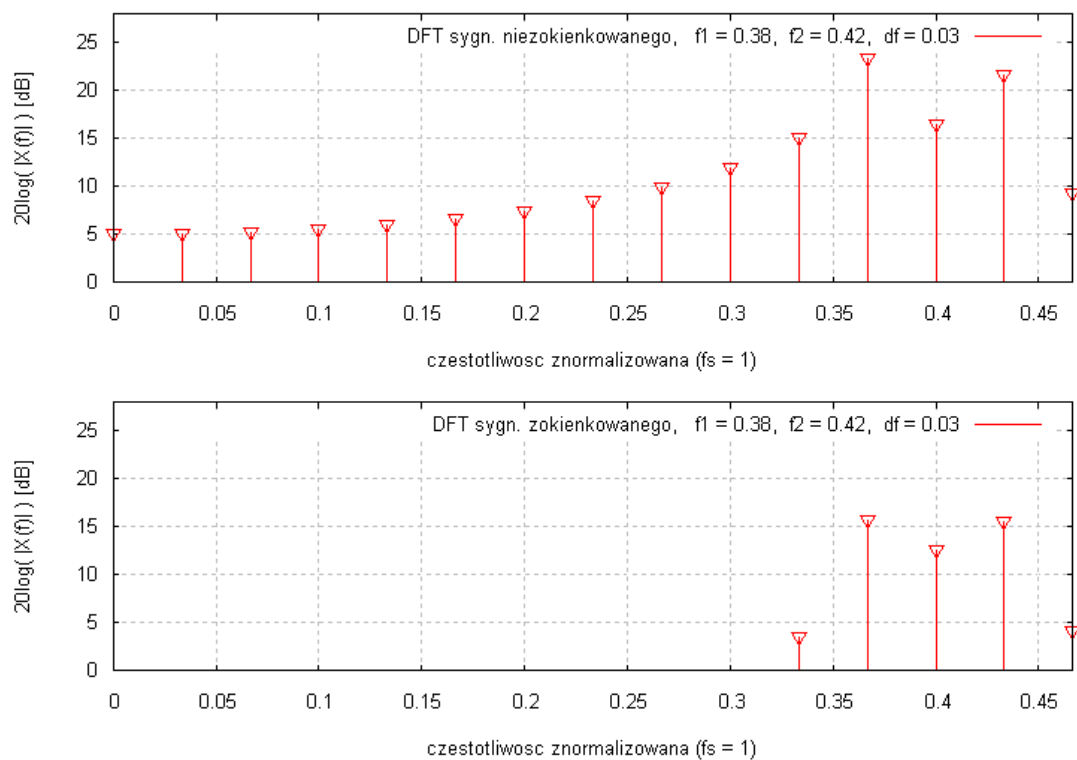 DFT sygn. niezokienkowanego, f1 = 0.38, f2 = 0.42, df = 0.03
20log( |X(f)| ) [dB]
25
20
15
10
5
0
0 0.05 0.1 0.15 0.2 0.25 0.3 0.35 0.4 0.45
czestotliwosc znormalizowana (fs = 1)
DFT sygn. zokienkowanego, f1 = 0.38, f2 = 0.42, df = 0.03
20log( |X(f)| ) [dB]
25
20
15
10
5
0
0 0.05 0.1 0.15 0.2 0.25 0.3 0.35 0.4 0.45
czestotliwosc znormalizowana (fs = 1)